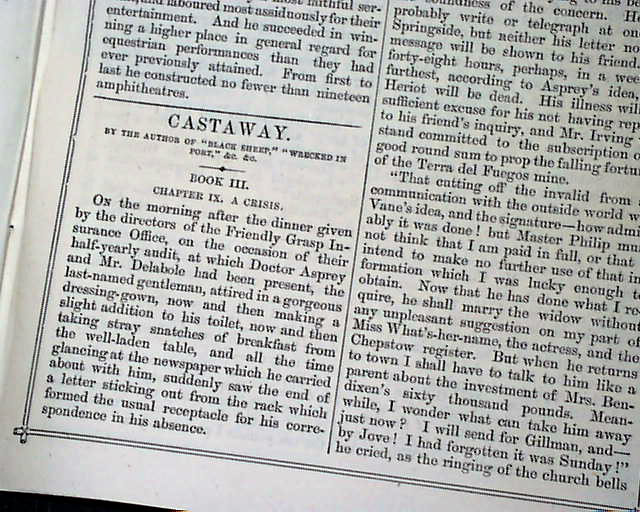 faithful ser-
and laboured most assiduously for their
entertainment. And he succeeded in win-
ning a higher place in general regard for
equestrian performances than they had
ever previously attained. From first to
last he constructed no fewer than nineteen
amphitheatres.
CASTAWAY.
BY THE AUTHOR OF "BLACK SHEEP," "WRECKED IN
PORT," &c. &c.
BOOK III.
CHAPTER IX. A CRISIS.
ON the morning after the dinner given
by the directors of the Friendly Grasp In-
surance Office, on the occasion of their
half-yearly audit, at which Doctor Asprey
and Mr. Delabole had been present, the
last-named gentleman, attired in a gorgeous
dressing-gown, now and then making a
slight addition to his toilet, now and then
taking stray snatches of breakfast from
the well-laden table, and all the time
glancing at the newspaper which he carried
about with him, suddenly saw the end of
a letter sticking out from the rack which
formed the usual receptacle for his corre-
spondence in his absence.
of the concern. H
probably write or telegraph at on
Springside, but neither his letter no
message will be shown to his friend.
forty-eight hours, perhaps, in a wee
furthest, according to Asprey's idea,
Heriot will be dead. His illness wil
sufficient excuse for his not having rep
to his friend's inquiry, and Mr. Irving
stand committed to the subscription o
good round sum to prop the falling fortu
of the Terra del Fuegos mine.
"That cutting off the invalid from
communication with the outside world w
Vane's idea, and the signature—how admi
ably it was done! but Master Philip mu
not think that I am paid in full, or that
intend to make no further use of that in
formation which I was lucky enough t
obtain. Now that he has done what I re
quire, he shall marry the widow withou
any unpleasant suggestion on my part of
Miss What's-her-name, the actress, and the
Chepstow register. But when he returns
to town I shall have to talk to him like a
parent about the investment of Mrs. Ben-
dixen's sixty thousand pounds. Mean-
while, I wonder what can take him away
just now? I will send for Gillman, and—
by Jove! I had forgotten it was Sunday!"
he cried, as the ringing of the church bells